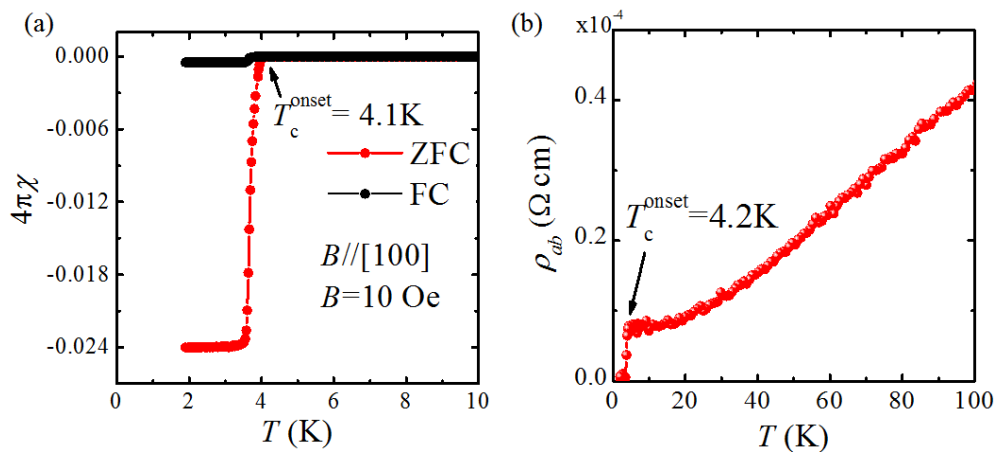 (a)
0.000
-0.006
-0.012
-0.018
-0.024
4πχ
T_c^onset = 4.1K
ZFC
FC
B//[100]
B=10 Oe
0 2 4 6 8 10
T (K)
(b)
x10^-4
0.4
0.2
0.0
ρ_ab (Ω cm)
T_c^onset=4.2K
0 20 40 60 80 100
T (K)